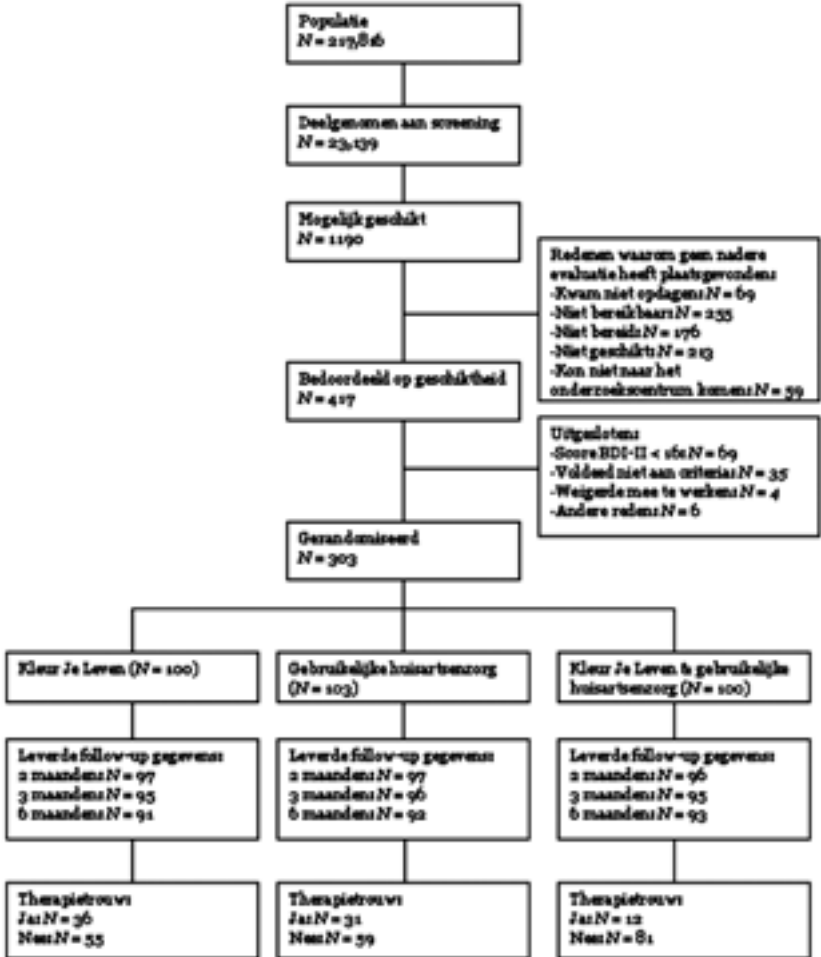 Populatie
N = 217,816
Deelgenomen aan screening
N = 23,139
Mogelijk geschikt
N = 1190
Redenen waarom geen nadere
evaluatie heeft plaatsgevonden:
-Kwam niet opdagen: N = 69
-Niet bereikbaar: N = 255
-Niet bereid: N = 176
-Niet geschikt: N = 213
-Kon niet naar het
onderzoekscentrum komen: N = 59
Beoordeeld op geschiktheid
N = 417
Uitgesloten:
-Score BDI-II < 16: N = 69
-Voldeed niet aan criteria: N = 35
-Weigerde mee te werken: N = 4
-Andere reden: N = 6
Gerandomiseerd
N = 303
Kleur Je Leven (N = 100)
Gebruikelijke huisartsenzorg
(N = 103)
Kleur Je Leven & gebruikelijke
huisartsenzorg (N = 100)
Leverde follow-up gegevens:
2 maanden: N = 97
3 maanden: N = 95
6 maanden: N = 91
Leverde follow-up gegevens:
2 maanden: N = 97
3 maanden: N = 96
6 maanden: N = 92
Leverde follow-up gegevens:
2 maanden: N = 96
3 maanden: N = 95
6 maanden: N = 93
Therapietrouw:
Ja: N = 36
Nee: N = 55
Therapietrouw:
Ja: N = 31
Nee: N = 59
Therapietrouw:
Ja: N = 12
Nee: N = 81